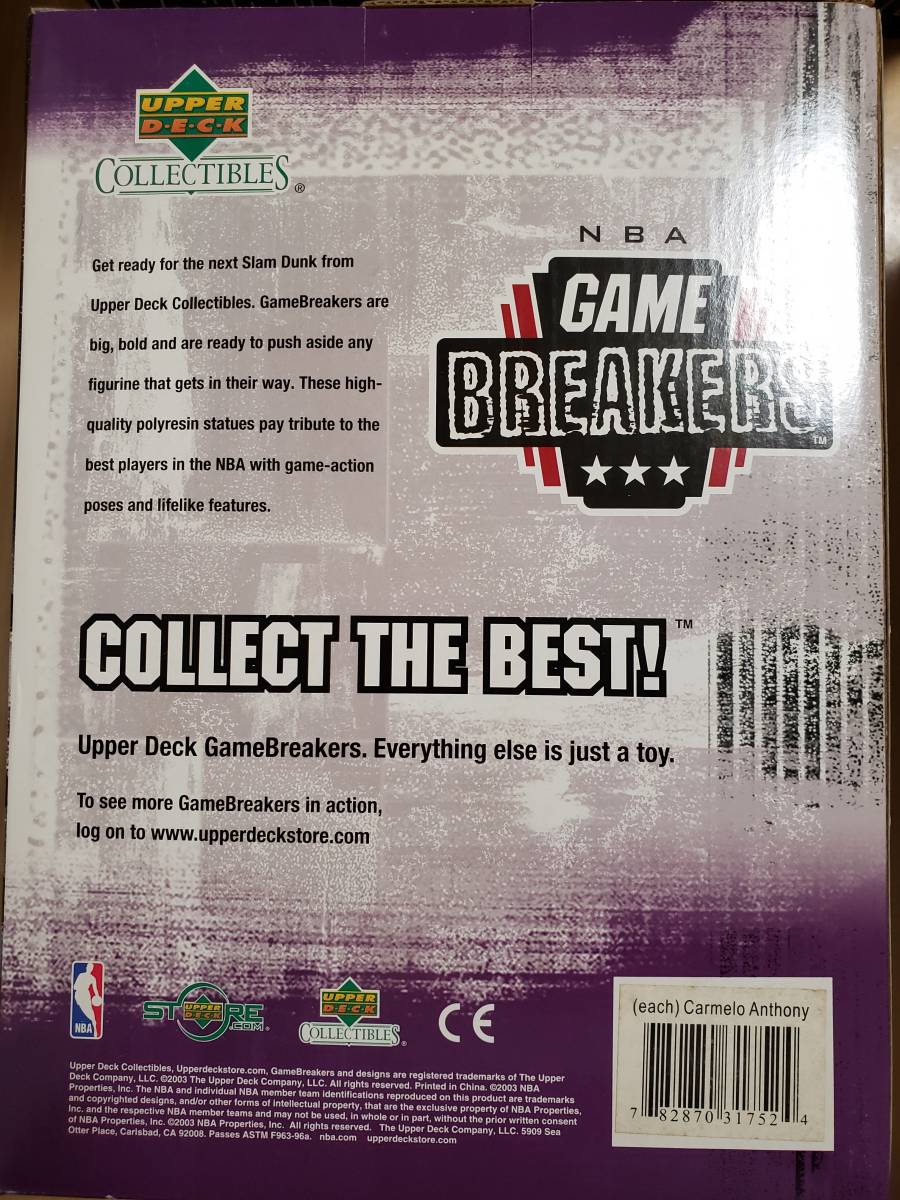 UPPER
D·E·C·K
COLLECTIBLES®
Get ready for the next Slam Dunk from
Upper Deck Collectibles. GameBreakers are
big, bold and are ready to push aside any
figurine that gets in their way. These high-
quality polyresin statues pay tribute to the
best players in the NBA with game-action
poses and lifelike features.
NBA
GAME
BREAKERS
TM
COLLECT THE BEST!™
Upper Deck GameBreakers. Everything else is just a toy.
To see more GameBreakers in action,
log on to www.upperdeckstore.com
NBA
STORE
UPPER
D·E·C·K
.COM
UPPER
D·E·C·K
COLLECTIBLES®
CE
(each) Carmelo Anthony
7 82870 31752 4
Upper Deck Collectibles, Upperdeckstore.com, GameBreakers and designs are registered trademarks of The Upper
Deck Company, LLC. ©2003 The Upper Deck Company, LLC. All rights reserved. Printed in China. ©2003 NBA
Properties, Inc. The NBA and individual NBA member team identifications reproduced on this product are trademarks
and copyrighted designs, and/or other forms of intellectual property, that are the exclusive property of NBA Properties,
Inc. and the respective NBA member teams and may not be used, in whole or in part, without the prior written consent
of NBA Properties, Inc. ©2003 NBA Properties, Inc. All rights reserved. The Upper Deck Company, LLC. 5909 Sea
Otter Place, Carlsbad, CA 92008. Passes ASTM F963-96a. nba.com upperdeckstore.com